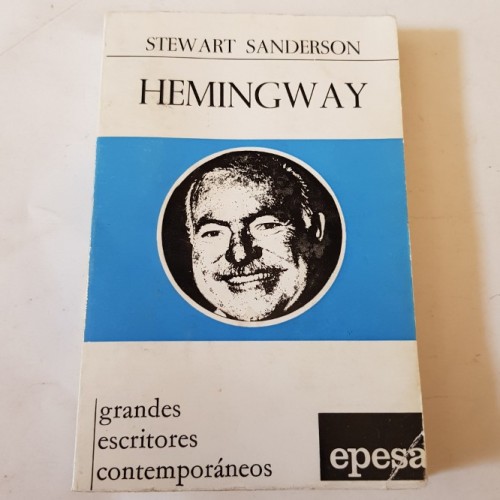 STEWART SANDERSON
HEMINGWAY
grandes
escritores
contemporáneos
epesa